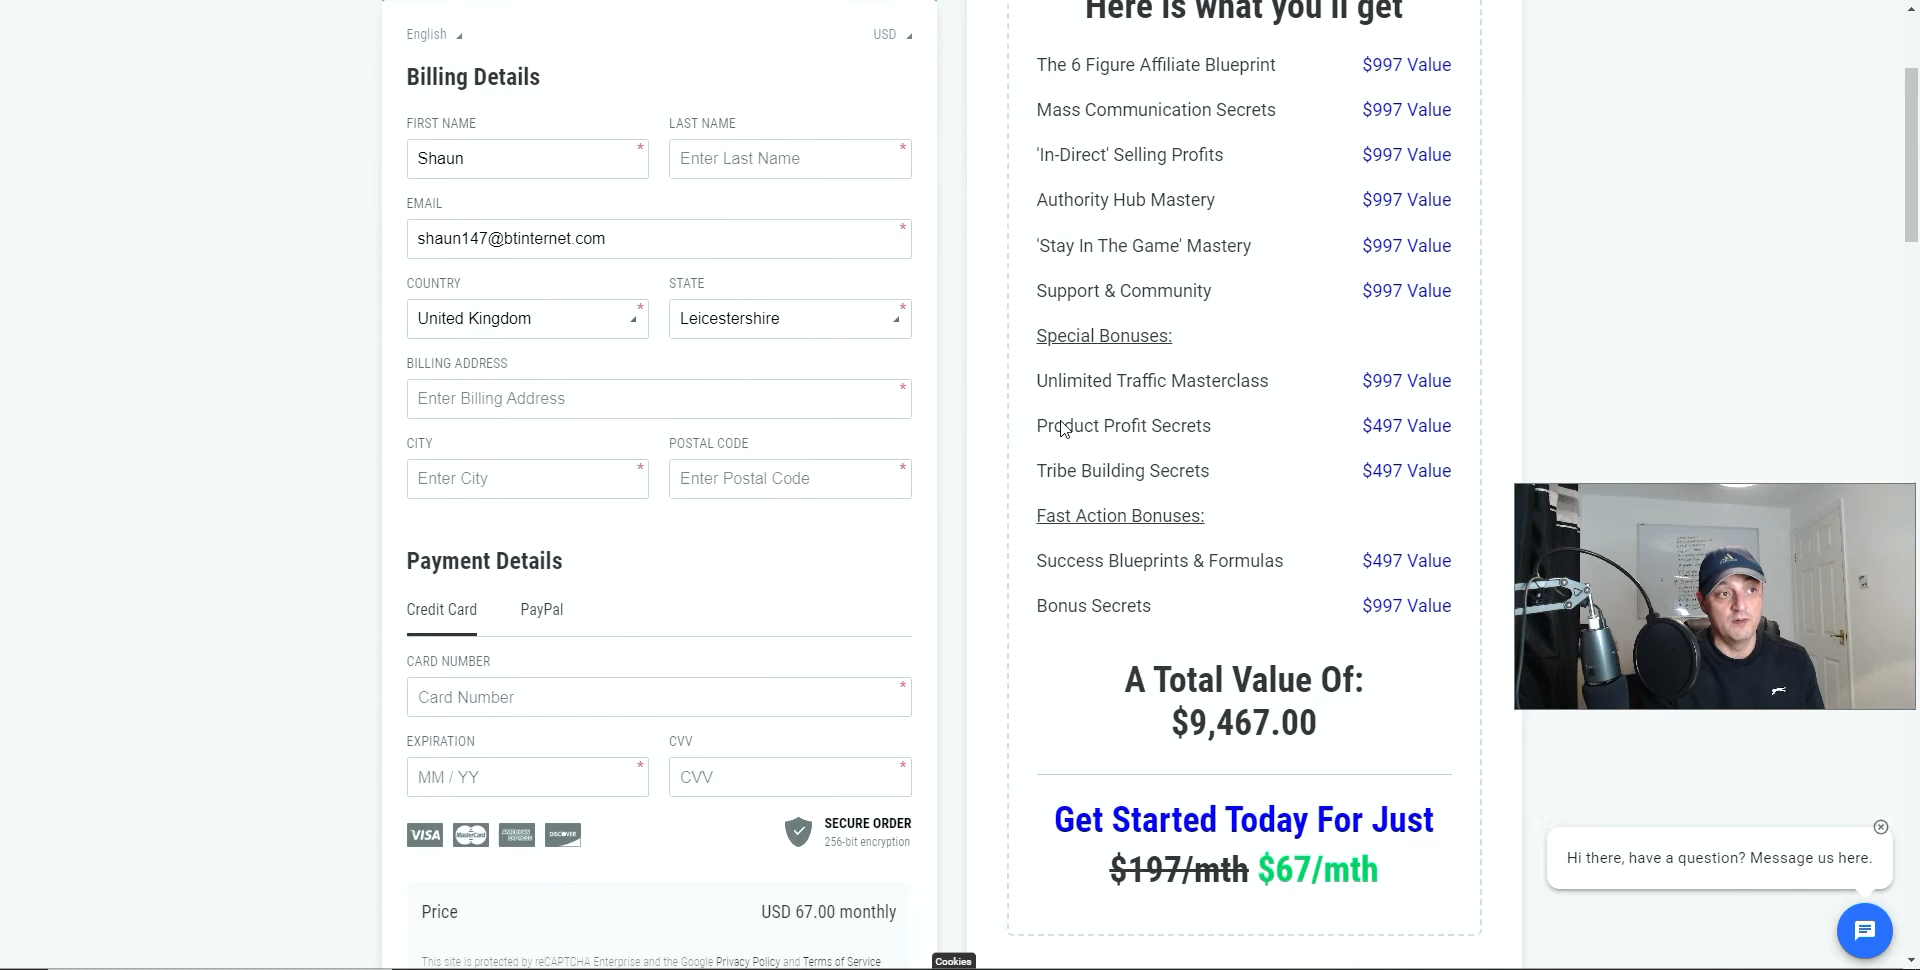 English
USD
Billing Details
FIRST NAME
LAST NAME
Shaun
*
Enter Last Name
*
EMAIL
shaun147@btinternet.com
*
COUNTRY
STATE
United Kingdom
*
Leicestershire
*
BILLING ADDRESS
Enter Billing Address
*
CITY
POSTAL CODE
Enter City
*
Enter Postal Code
*
Payment Details
Credit Card
PayPal
CARD NUMBER
Card Number
*
EXPIRATION
CVV
MM / YY
*
CVV
*
VISA
MasterCard
AMERICAN EXPRESS
DISCOVER
SECURE ORDER
256-bit encryption
Price
USD 67.00 monthly
This site is protected by reCAPTCHA Enterprise and the Google Privacy Policy and Terms of Service
Cookies
Here is what you'll get
The 6 Figure Affiliate Blueprint $997 Value
Mass Communication Secrets $997 Value
'In-Direct' Selling Profits $997 Value
Authority Hub Mastery $997 Value
'Stay In The Game' Mastery $997 Value
Support & Community $997 Value
Special Bonuses:
Unlimited Traffic Masterclass $997 Value
Product Profit Secrets $497 Value
Tribe Building Secrets $497 Value
Fast Action Bonuses:
Success Blueprints & Formulas $497 Value
Bonus Secrets $997 Value
A Total Value Of:
$9,467.00
Get Started Today For Just
$197/mth $67/mth
Hi there, have a question? Message us here.